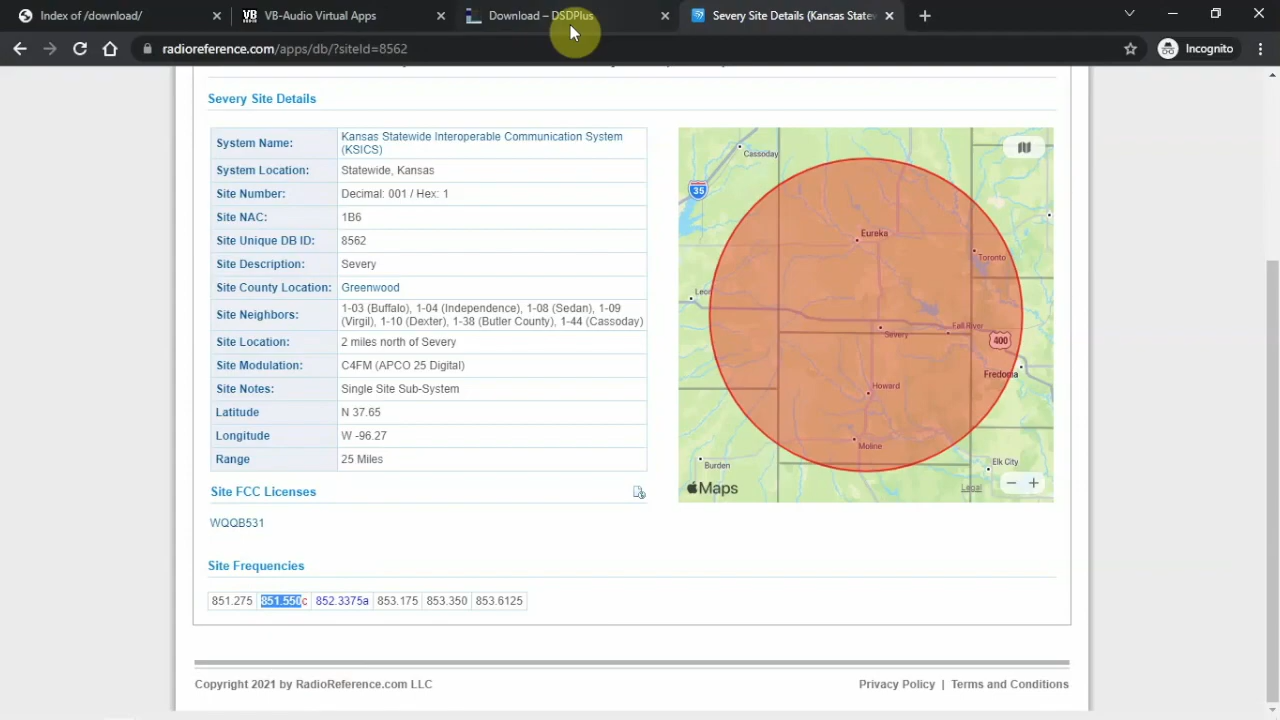 Index of /download/
VB-Audio Virtual Apps
Download – DSDPlus
Severy Site Details (Kansas State
radioreference.com/apps/db/?siteId=8562
Incognito
Severy Site Details
System Name:
Kansas Statewide Interoperable Communication System
(KSICS)
System Location:
Statewide, Kansas
Site Number:
Decimal: 001 / Hex: 1
Site NAC:
1B6
Site Unique DB ID:
8562
Site Description:
Severy
Site County Location:
Greenwood
Site Neighbors:
1-03 (Buffalo), 1-04 (Independence), 1-08 (Sedan), 1-09
(Virgil), 1-10 (Dexter), 1-38 (Butler County), 1-44 (Cassoday)
Site Location:
2 miles north of Severy
Site Modulation:
C4FM (APCO 25 Digital)
Site Notes:
Single Site Sub-System
Latitude
N 37.65
Longitude
W -96.27
Range
25 Miles
Cassoday
35
Eureka
Toronto
Leon
Severy
Fall River
400
Fredonia
Howard
Moline
Burden
Elk City
Maps
Legal
Site FCC Licenses
WQQB531
Site Frequencies
851.275 851.550c 852.3375a 853.175 853.350 853.6125
Copyright 2021 by RadioReference.com LLC
Privacy Policy | Terms and Conditions